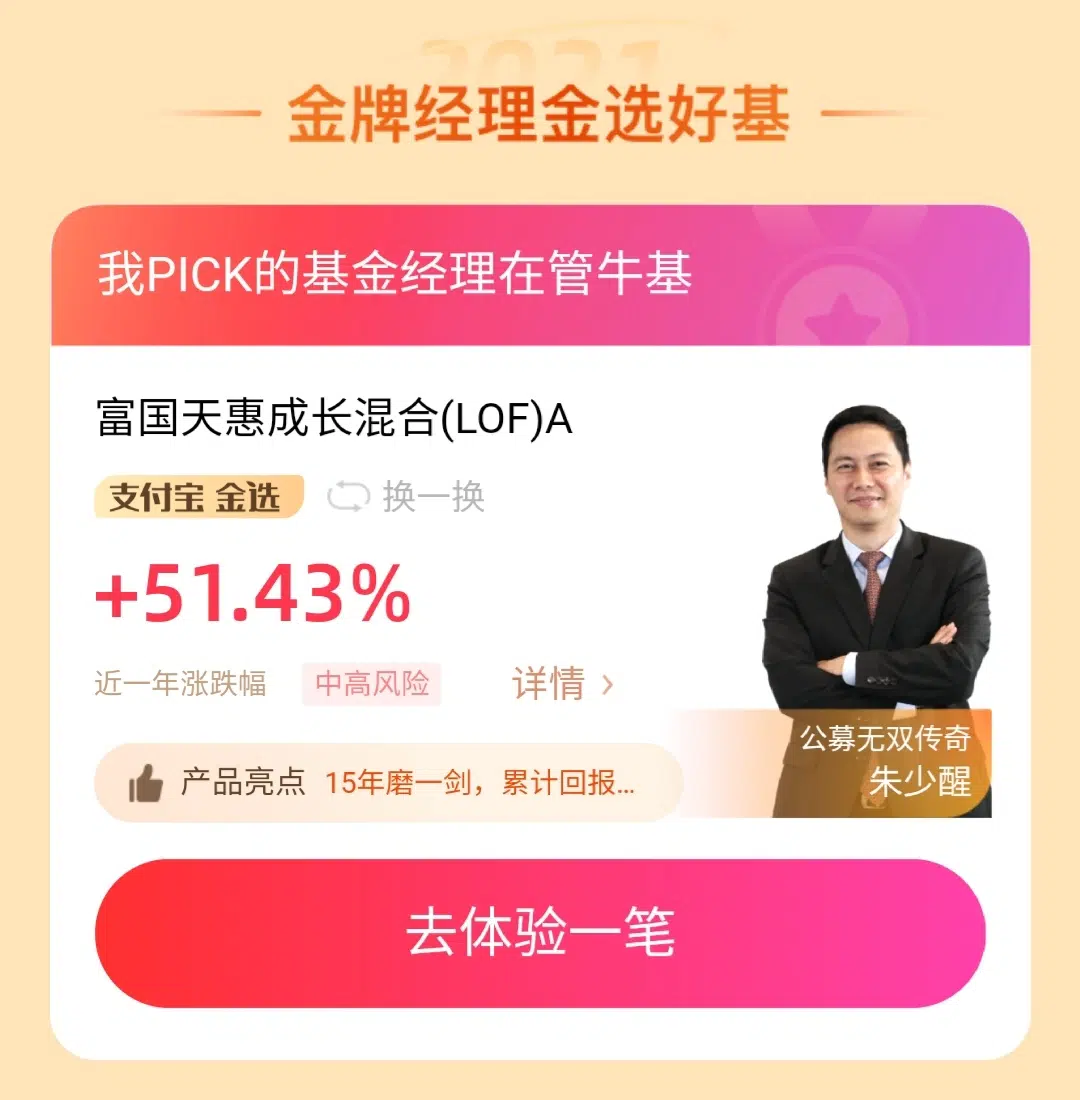 2021
金牌经理金选好基
我PICK的基金经理在管牛基
富国天惠成长混合(LOF)A
支付宝 金选 换一换
+51.43%
近一年涨跌幅 中高风险 详情 ›
公募无双传奇
朱少醒
产品亮点 15年磨一剑，累计回报...
去体验一笔